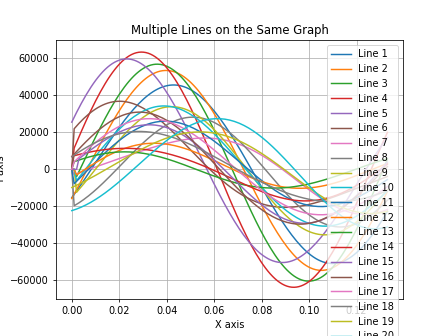 Multiple Lines on the Same Graph
60000
40000
20000
0
−20000
−40000
−60000
0.00
0.02
0.04
0.06
0.08
0.10
X axis
Line 1
Line 2
Line 3
Line 4
Line 5
Line 6
Line 7
Line 8
Line 9
Line 10
Line 11
Line 12
Line 13
Line 14
Line 15
Line 16
Line 17
Line 18
Line 19
Line 20